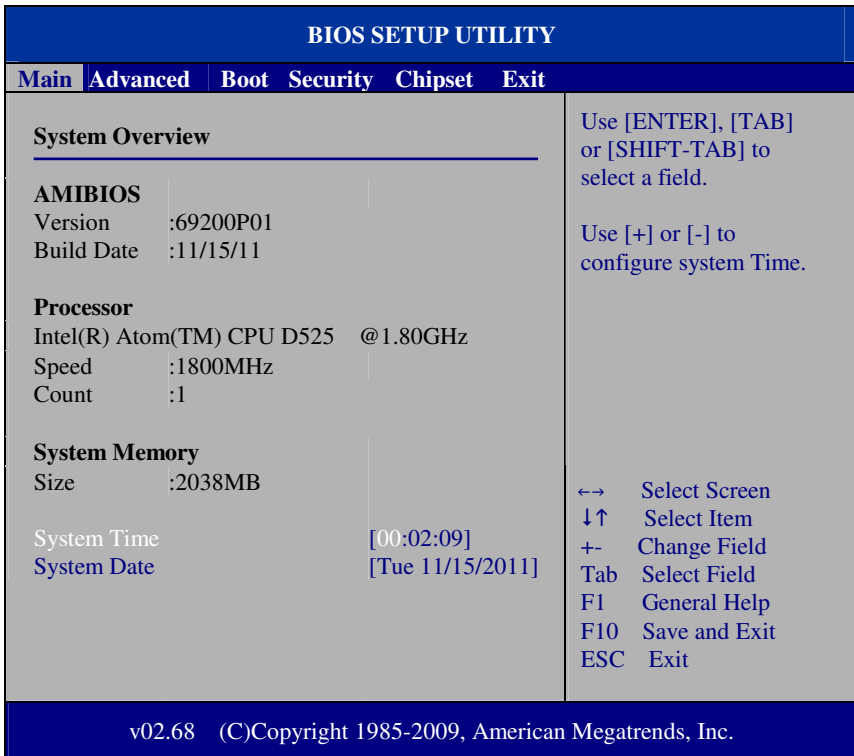 BIOS SETUP UTILITY
Main Advanced Boot Security Chipset Exit
System Overview
AMIBIOS
Version :69200P01
Build Date :11/15/11
Processor
Intel(R) Atom(TM) CPU D525 @1.80GHz
Speed :1800MHz
Count :1
System Memory
Size :2038MB
System Time [00:02:09]
System Date [Tue 11/15/2011]
Use [ENTER], [TAB]
or [SHIFT-TAB] to
select a field.
Use [+] or [-] to
configure system Time.
←→ Select Screen
↓↑ Select Item
+- Change Field
Tab Select Field
F1 General Help
F10 Save and Exit
ESC Exit
v02.68 (C)Copyright 1985-2009, American Megatrends, Inc.